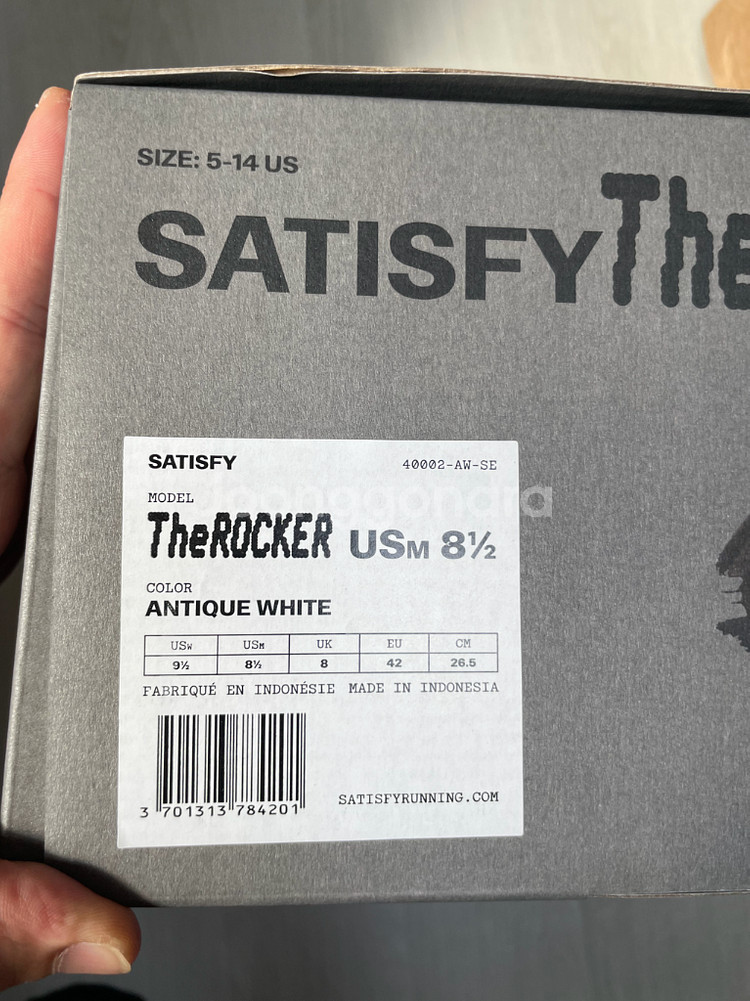 SIZE: 5-14 US
SATISFY The
SATISFY
40002-AW-SE
MODEL
TheROCKER USM 8½
COLOR
ANTIQUE WHITE
USW USM UK EU CM
9½ 8½ 8 42 26.5
FABRIQUÉ EN INDONÉSIE MADE IN INDONESIA
3 701313 784201
SATISFYRUNNING.COM